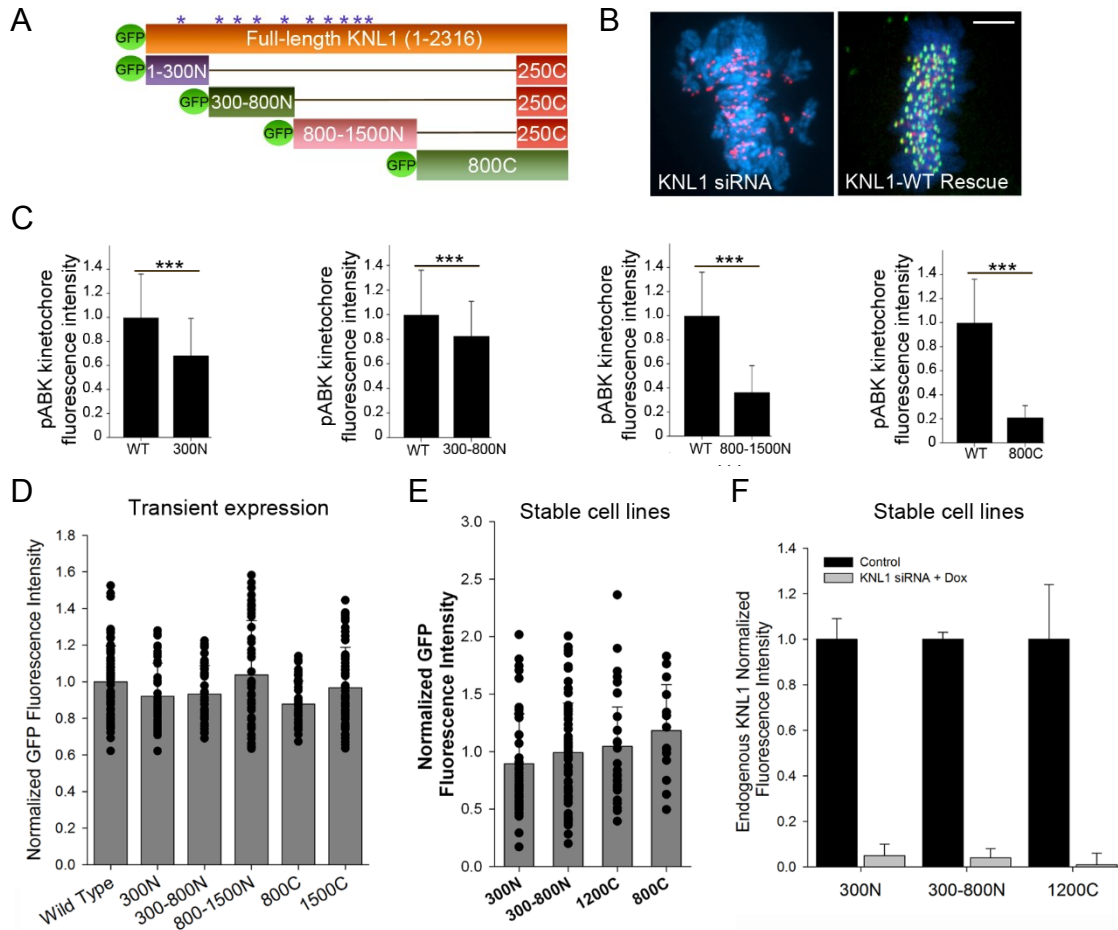 A
* * * * * * * * * *
GFP Full-length KNL1 (1-2316)
GFP 1-300N 250C
GFP 300-800N 250C
GFP 800-1500N 250C
GFP 800C
B
KNL1 siRNA
KNL1-WT Rescue
C
pABK kinetochore
fluorescence intensity
1.4
1.2
1.0
0.8
0.6
0.4
0.2
0
***
WT 300N
pABK kinetochore
fluorescence intensity
1.4
1.2
1.0
0.8
0.6
0.4
0.2
0
***
WT 300-800N
pABK kinetochore
fluorescence intensity
1.4
1.2
1.0
0.8
0.6
0.4
0.2
0
***
WT 800-1500N
pABK kinetochore
fluorescence intensity
1.4
1.2
1.0
0.8
0.6
0.4
0.2
0
***
WT 800C
D
Transient expression
Normalized GFP Fluorescence Intensity
1.8
1.6
1.4
1.2
1.0
0.8
0.6
0.4
0.2
0.0
Wild Type 300N 300-800N 800-1500N 800C 1500C
E
Stable cell lines
Normalized GFP
Fluorescence Intensity
3.0
2.5
2.0
1.5
1.0
0.5
0.0
300N 300-800N 1200C 800C
F
Stable cell lines
Endogenous KNL1 Normalized
Fluorescence Intensity
1.4
1.2
1.0
0.8
0.6
0.4
0.2
0.0
Control
KNL1 siRNA + Dox
300N 300-800N 1200C